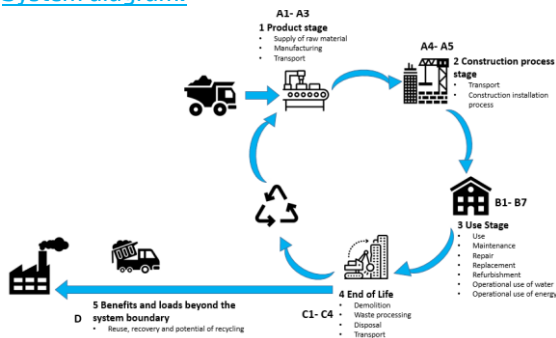 System diagram:
A1- A3
1 Product stage
• Supply of raw material
• Manufacturing
• Transport
A4- A5
2 Construction process
stage
• Transport
• Construction installation
process
B1- B7
3 Use Stage
• Use
• Maintenance
• Repair
• Replacement
• Refurbishment
• Operational use of water
• Operational use of energy
4 End of Life
C1- C4
• Demolition
• Waste processing
• Disposal
• Transport
5 Benefits and loads beyond the
D system boundary
• Reuse, recovery and potential of recycling